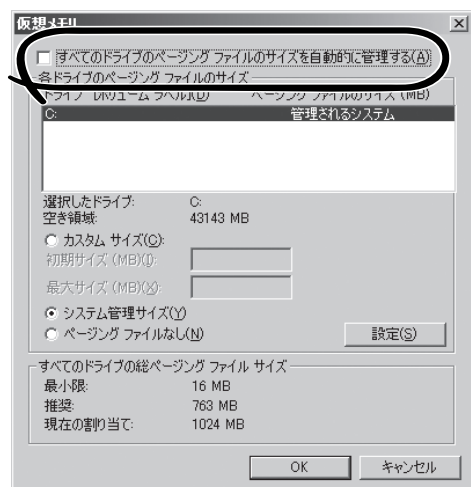 仮想メモリ
すべてのドライブのページング ファイルのサイズを自動的に管理する(A)
各ドライブのページング ファイルのサイズ
ドライブ [ボリューム ラベル](D) ページング ファイルのサイズ (MB)
C: 管理されるシステム
選択したドライブ: C:
空き領域: 43143 MB
カスタム サイズ(C):
初期サイズ (MB)(I):
最大サイズ (MB)(X):
システム管理サイズ(Y)
ページング ファイルなし(N) 設定(S)
すべてのドライブの総ページング ファイル サイズ
最小限: 16 MB
推奨: 763 MB
現在の割り当て: 1024 MB
OK キャンセル